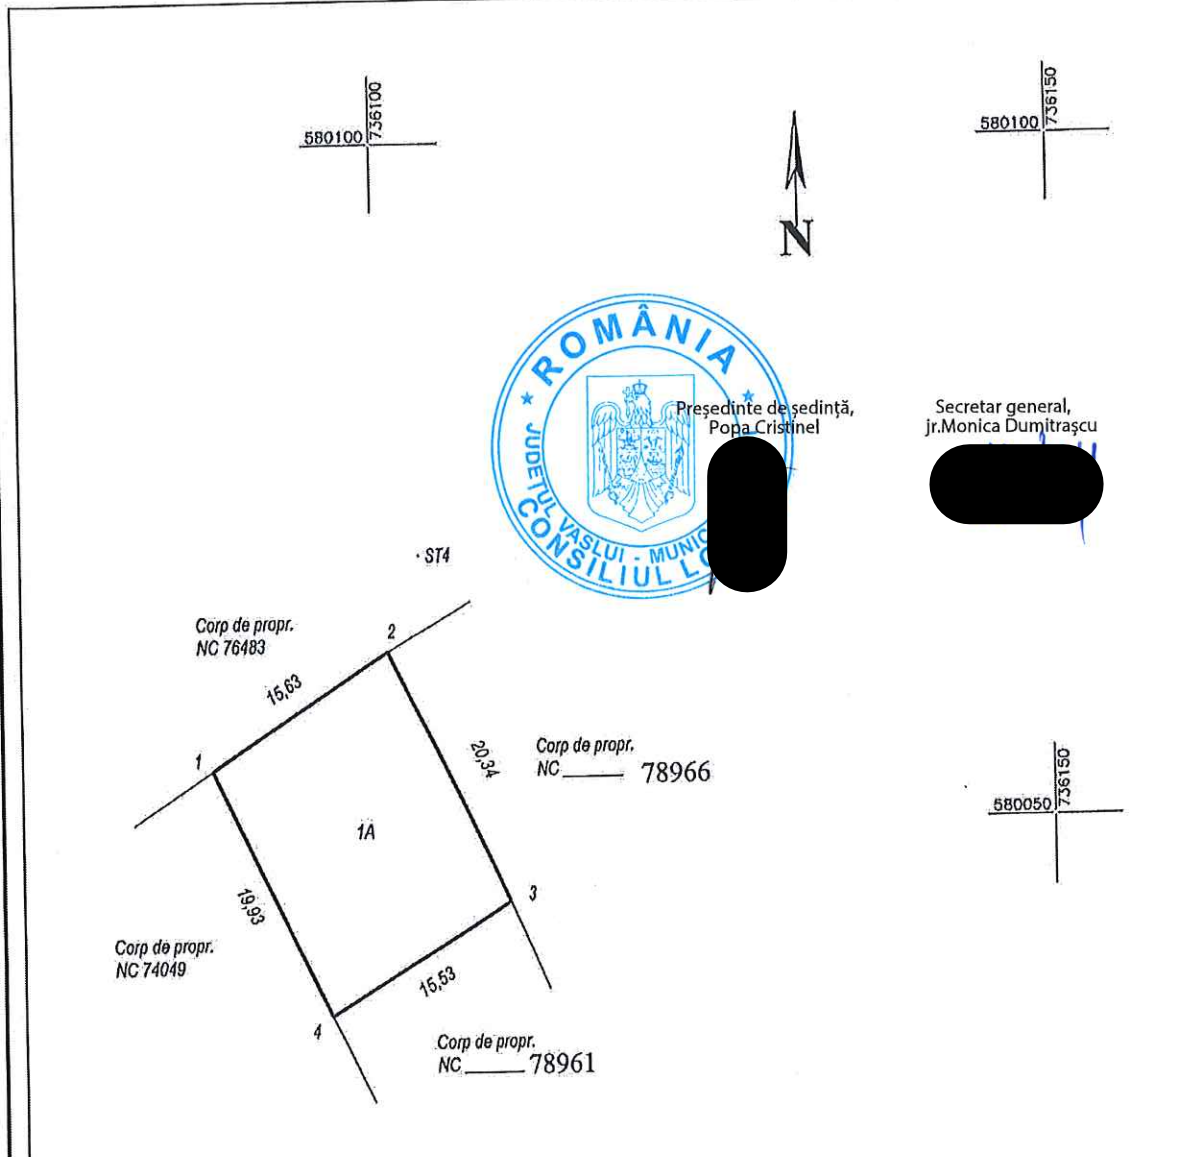 580100
736100
580100
736150
N
ROMÂNIA
JUDEȚUL VASLUI - MUNIC
CONSILIUL LO
Președinte de ședință,
Popa Cristinel
Secretar general,
jr.Monica Dumitrașcu
ST4
Corp de propr.
NC 76483
2
15,63
1
20,34
Corp de propr.
NC 78966
580050
736150
1A
19,93
3
Corp de propr.
NC 74049
15,53
4
Corp de propr.
NC 78961